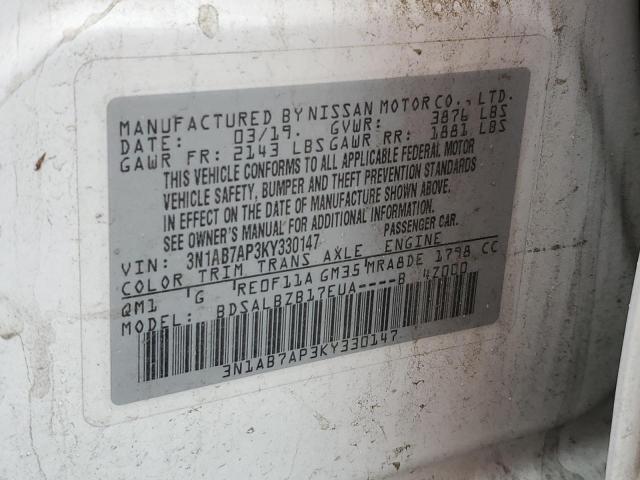 MANUFACTURED BY NISSAN MOTOR CO., LTD.
DATE: 03/19. GVWR: 3876 LBS
GAWR FR: 2143 LBS GAWR RR: 1881 LBS
THIS VEHICLE CONFORMS TO ALL APPLICABLE FEDERAL MOTOR
VEHICLE SAFETY, BUMPER AND THEFT PREVENTION STANDARDS
IN EFFECT ON THE DATE OF MANUFACTURE SHOWN ABOVE.
SEE OWNER'S MANUAL FOR ADDITIONAL INFORMATION.
VIN: 3N1AB7AP3KY330147 PASSENGER CAR.
COLOR TRIM TRANS AXLE ENGINE
QM1 G RE0F11A GM35 MRA8DE 1798 CC
MODEL: BDSALBZB17EUA----B 4Z000
3N1AB7AP3KY330147